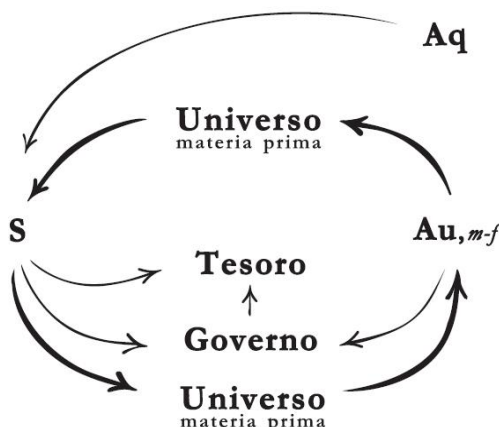 Aq
Universo
materia prima
S
Au, m-f
Tesoro
Governo
Universo
materia prima